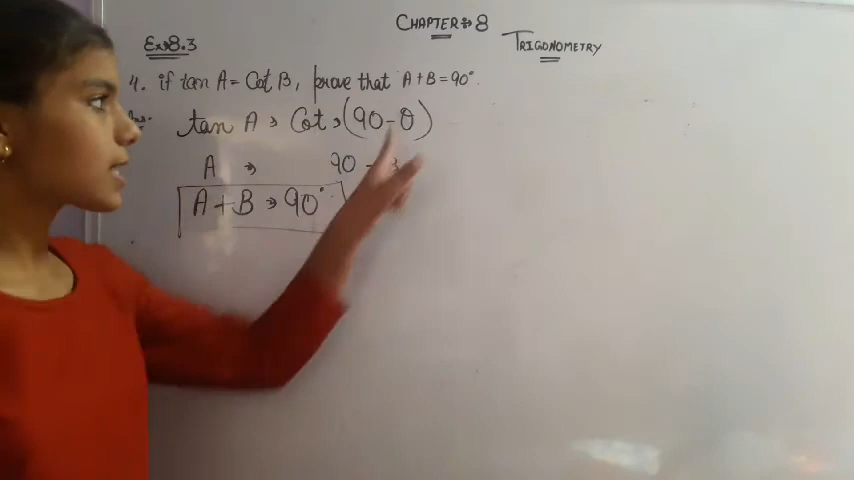 CHAPTER:8
TRIGONOMETRY
Ex:8.3
4. if tan A = Cot B, prove that A+B=90°.
Ans.
tan A = Cot (90-θ)
A = 90 - B
A+B = 90°